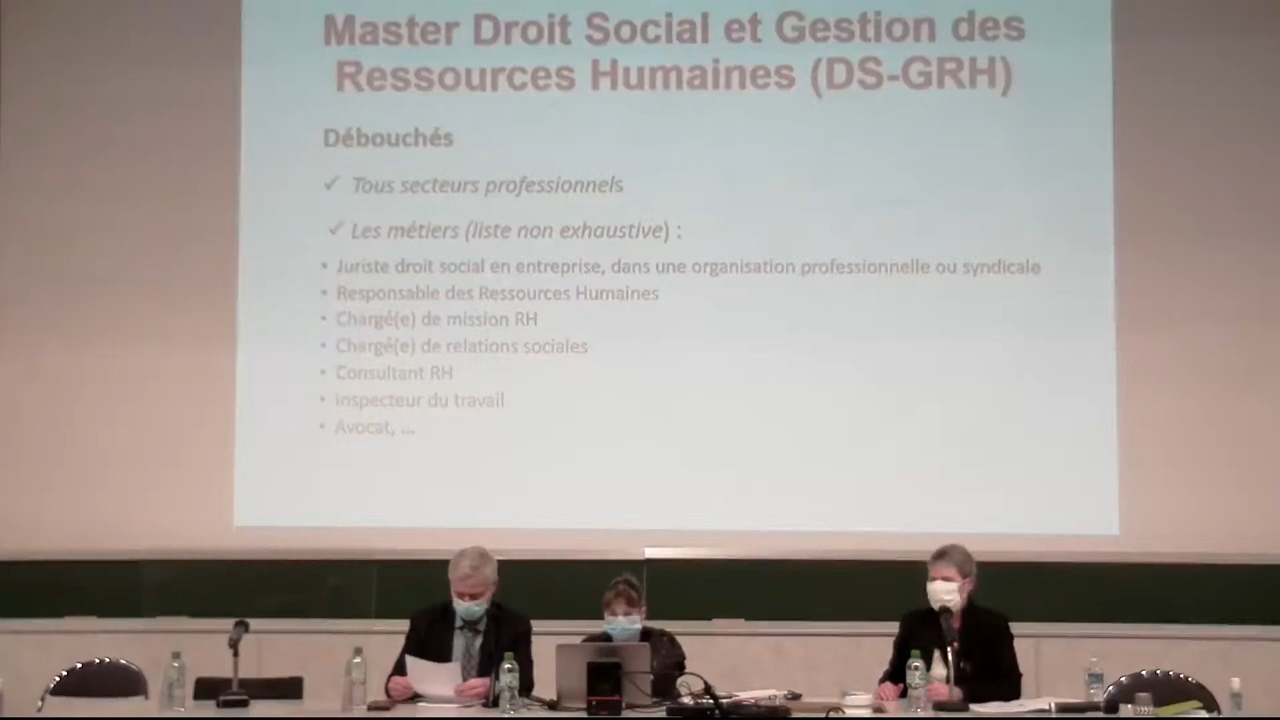 Master Droit Social et Gestion des
Ressources Humaines (DS-GRH)
Débouchés
✓ Tous secteurs professionnels
✓ Les métiers (liste non exhaustive) :
• Juriste droit social en entreprise, dans une organisation professionnelle ou syndicale
• Responsable des Ressources Humaines
• Chargé(e) de mission RH
• Chargé(e) de relations sociales
• Consultant RH
• Inspecteur du travail
• Avocat, ...